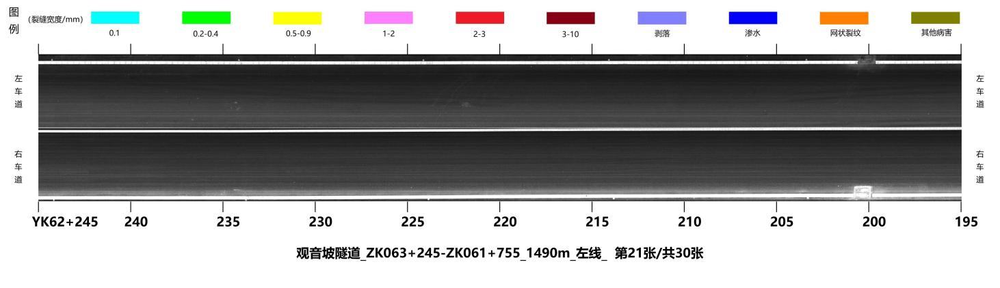 图例
(裂缝宽度/mm)
0.1
0.2-0.4
0.5-0.9
1-2
2-3
3-10
剥落
渗水
网状裂纹
其他病害
左车道
左车道
右车道
右车道
YK62+245 240 235 230 225 220 215 210 205 200 195
观音坡隧道_ZK063+245-ZK061+755_1490m_左线_ 第21张/共30张